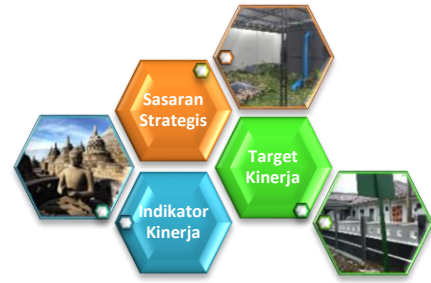 Sasaran
Strategis
Target
Kinerja
Indikator
Kinerja